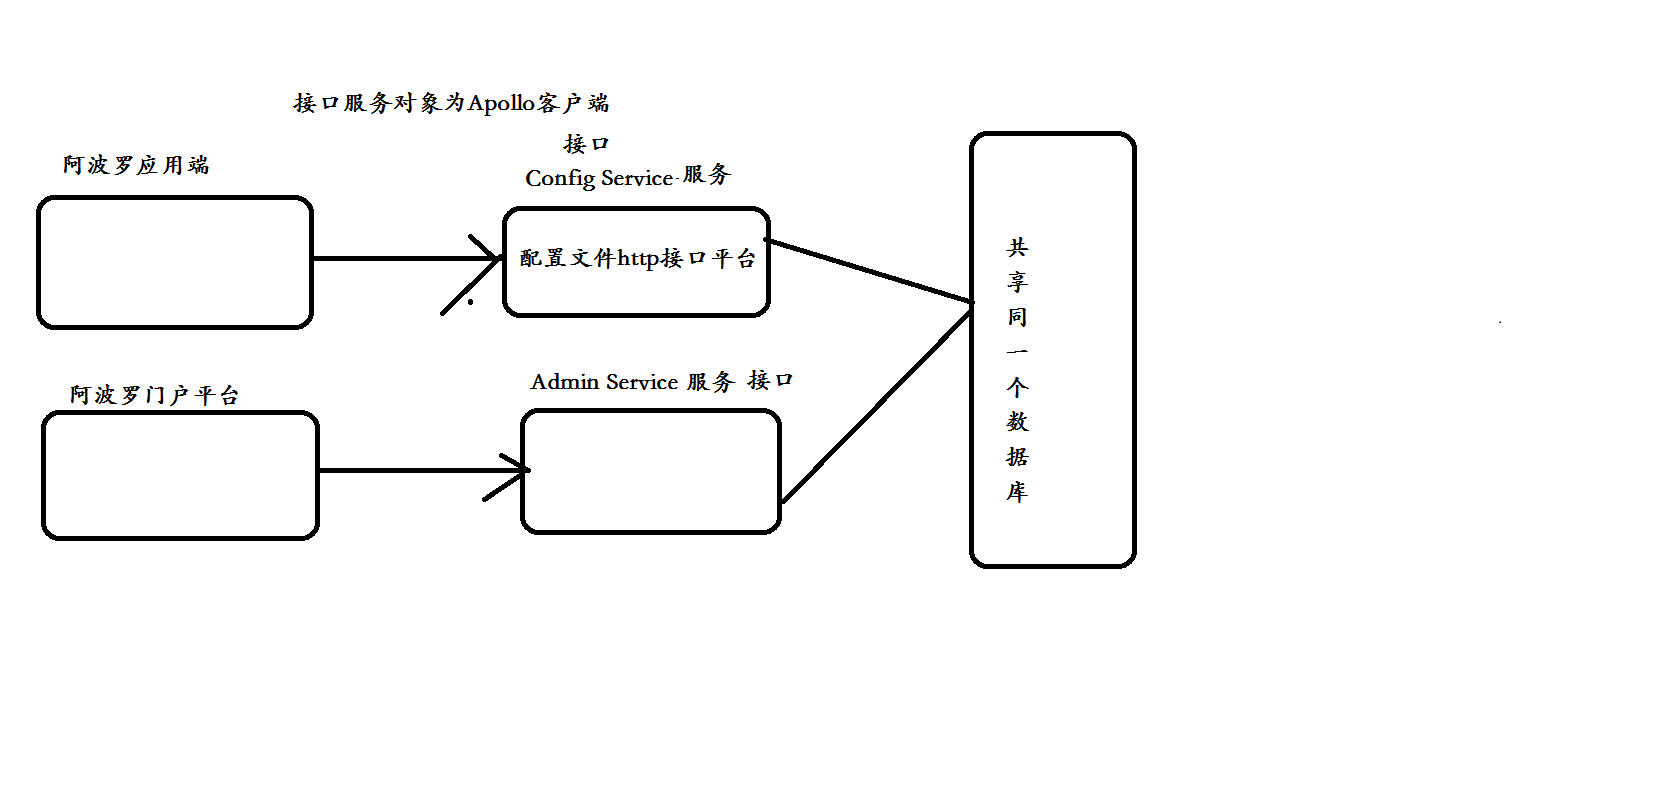 接口服务对象为Apollo客户端
接口
阿波罗应用端
Config Service-服务
配置文件http接口平台
阿波罗门户平台
Admin Service 服务 接口
共享同一个数据库